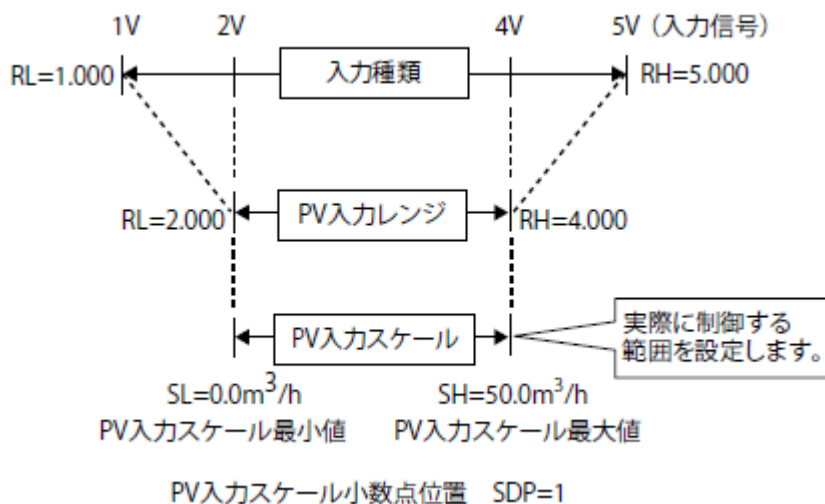 1V 2V 4V 5V（入力信号）
RL=1.000 入力種類 RH=5.000
RL=2.000 PV入力レンジ RH=4.000
PV入力スケール
実際に制御する
範囲を設定します。
SL=0.0m³/h SH=50.0m³/h
PV入力スケール最小値 PV入力スケール最大値
PV入力スケール小数点位置 SDP=1